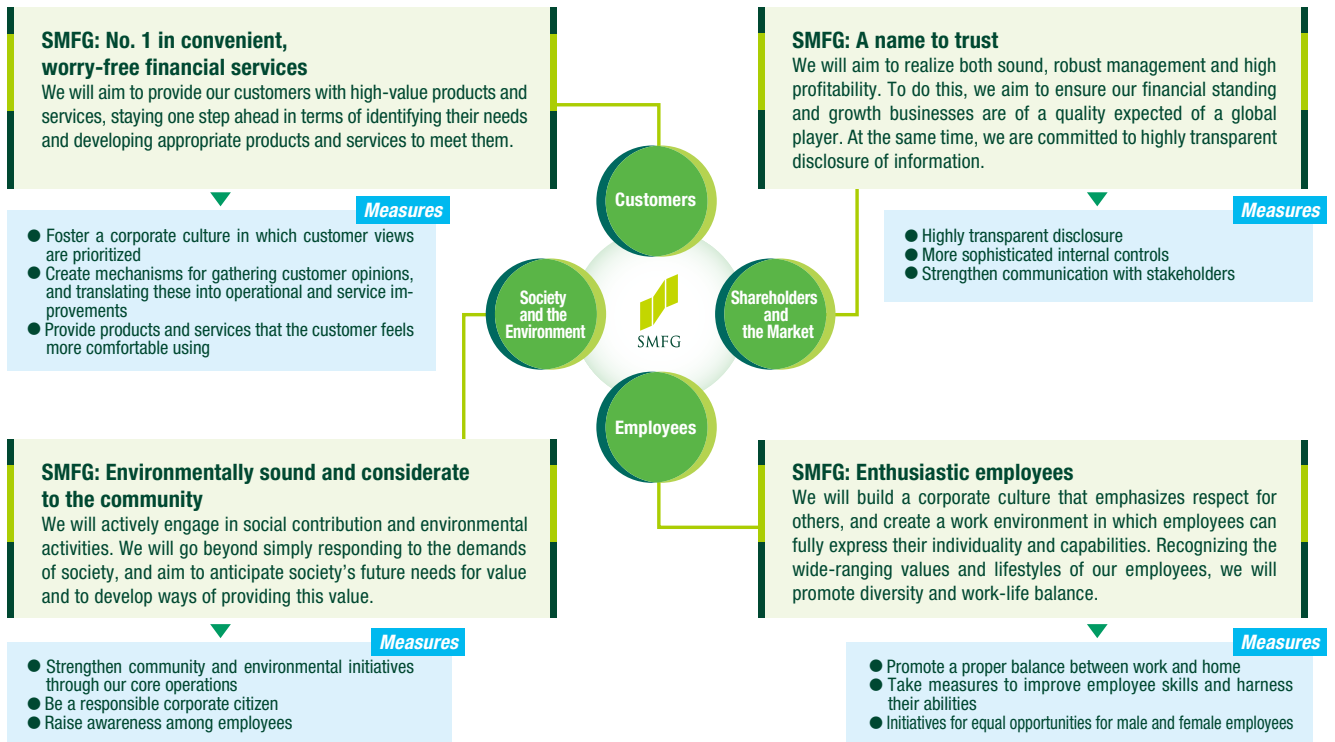 SMFG: No. 1 in convenient,
worry-free financial services
We will aim to provide our customers with high-value products and
services, staying one step ahead in terms of identifying their needs
and developing appropriate products and services to meet them.
Measures
● Foster a corporate culture in which customer views
are prioritized
● Create mechanisms for gathering customer opinions,
and translating these into operational and service im-
provements
● Provide products and services that the customer feels
more comfortable using
SMFG: A name to trust
We will aim to realize both sound, robust management and high
profitability. To do this, we aim to ensure our financial standing
and growth businesses are of a quality expected of a global
player. At the same time, we are committed to highly transparent
disclosure of information.
Measures
● Highly transparent disclosure
● More sophisticated internal controls
● Strengthen communication with stakeholders
Customers
Society
and the
Environment
SMFG
Shareholders
and
the Market
Employees
SMFG: Environmentally sound and considerate
to the community
We will actively engage in social contribution and environmental
activities. We will go beyond simply responding to the demands
of society, and aim to anticipate society's future needs for value
and to develop ways of providing this value.
Measures
● Strengthen community and environmental initiatives
through our core operations
● Be a responsible corporate citizen
● Raise awareness among employees
SMFG: Enthusiastic employees
We will build a corporate culture that emphasizes respect for
others, and create a work environment in which employees can
fully express their individuality and capabilities. Recognizing the
wide-ranging values and lifestyles of our employees, we will
promote diversity and work-life balance.
Measures
● Promote a proper balance between work and home
● Take measures to improve employee skills and harness
their abilities
● Initiatives for equal opportunities for male and female employees